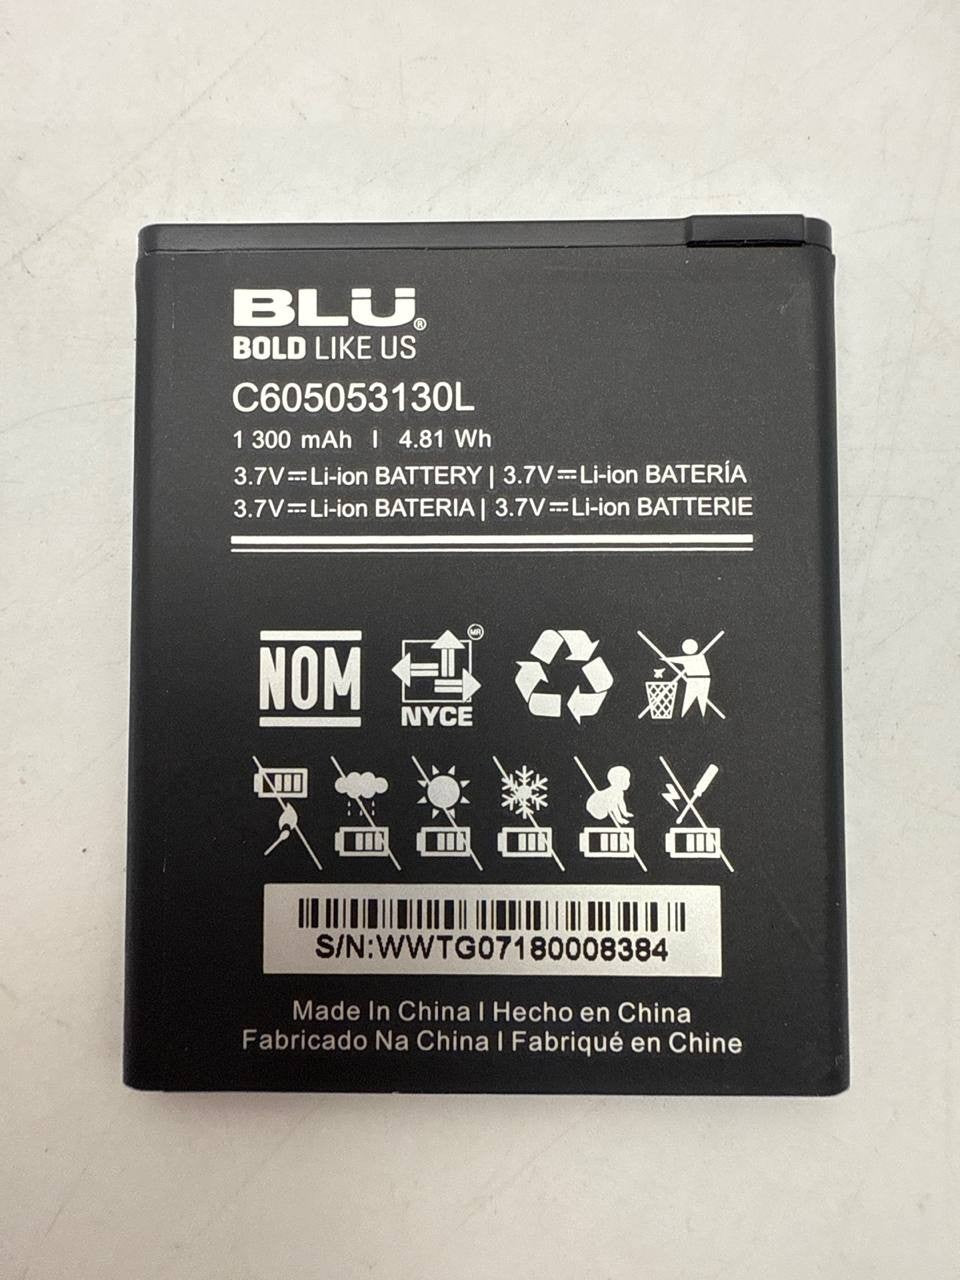 BLU®
BOLD LIKE US
C605053130L
1 300 mAh | 4.81 Wh
3.7V⎓Li-ion BATTERY | 3.7V⎓Li-ion BATERÍA
3.7V⎓Li-ion BATERIA | 3.7V⎓Li-ion BATTERIE
NOM
MR
NYCE
S/N:WWTG07180008384
Made In China | Hecho en China
Fabricado Na China | Fabriqué en Chine